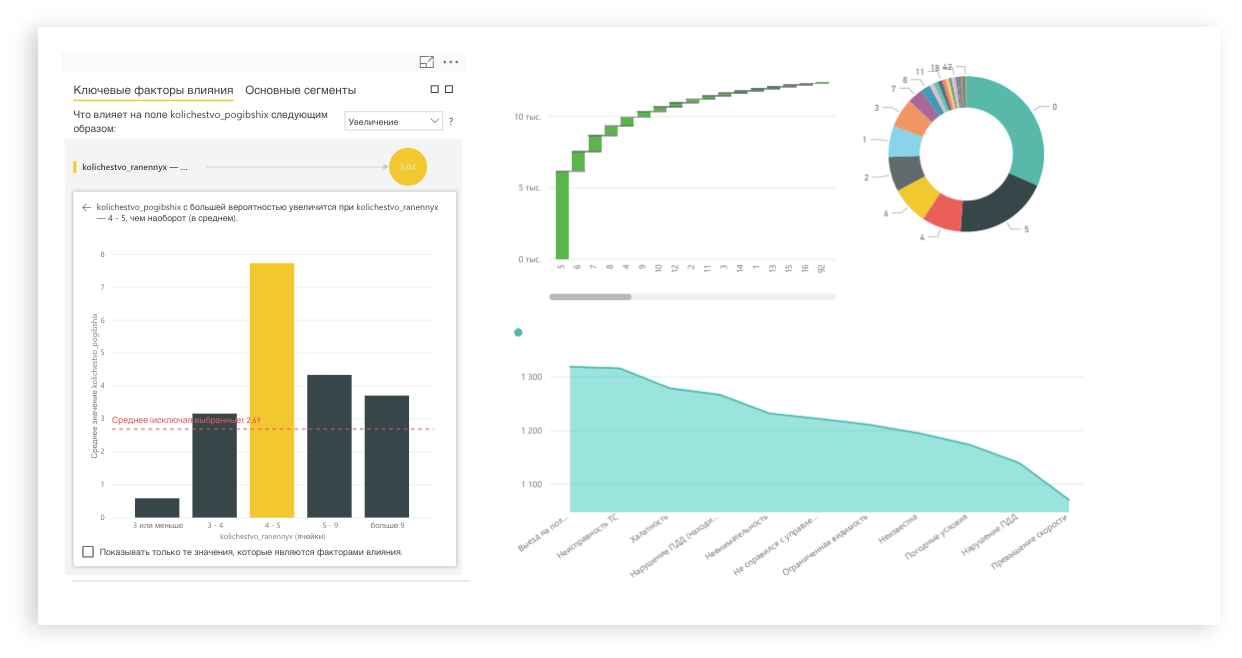 Ключевые факторы влияния Основные сегменты
Что влияет на поле kolichestvo_pogibshix следующим
образом:
Увеличение
?
kolichestvo_ranennyx — ...
5,04
kolichestvo_pogibshix с большей вероятностью увеличится при kolichestvo_ranennyx
— 4 - 5, чем наоборот (в среднем).
Среднее значение kolichestvo_pogibshix
8
7
6
5
4
3
2
1
0
Среднее (исключая выбранные): 2.69
3 или меньше
3 - 4
4 - 5
5 - 9
больше 9
kolichestvo_ranennyx (ячейки)
Показывать только те значения, которые являются факторами влияния.
10 тыс.
5 тыс.
0 тыс.
5
6
7
8
4
9
10
12
2
11
3
14
1
13
15
16
92
0
5
4
6
2
1
3
7
8
11
18
42
1 300
1 200
1 100
Выезд на пол...
Неисправность ТС
Халатность
Нарушение ПДД (находи...
Невнимательность
Не справился с управле...
Ограниченная видимость
Неизвестна
Погодные условия
Нарушение ПДД
Превышение скорости